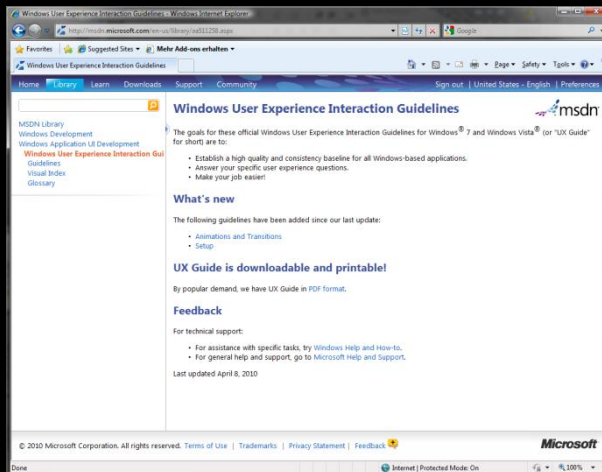 Windows User Experience Interaction Guidelines - Windows Internet Explorer
http://msdn.microsoft.com/en-us/library/aa511258.aspx
Google
Favorites Suggested Sites Mehr Add-ons erhalten
Windows User Experience Interaction Guidelines
Page Safety Tools
Home Library Learn Downloads Support Community Sign out | United States - English | Preferences
MSDN Library
Windows Development
Windows Application UI Development
Windows User Experience Interaction Gui
Guidelines
Visual Index
Glossary
Windows User Experience Interaction Guidelines
msdn
The goals for these official Windows User Experience Interaction Guidelines for Windows® 7 and Windows Vista® (or "UX Guide"
for short) are to:
• Establish a high quality and consistency baseline for all Windows-based applications.
• Answer your specific user experience questions.
• Make your job easier!
What's new
The following guidelines have been added since our last update:
• Animations and Transitions
• Setup
UX Guide is downloadable and printable!
By popular demand, we have UX Guide in PDF format.
Feedback
For technical support:
• For assistance with specific tasks, try Windows Help and How-to.
• For general help and support, go to Microsoft Help and Support.
Last updated April 8, 2010
© 2010 Microsoft Corporation. All rights reserved. Terms of Use | Trademarks | Privacy Statement | Feedback
Microsoft
Done Internet | Protected Mode: On 100%